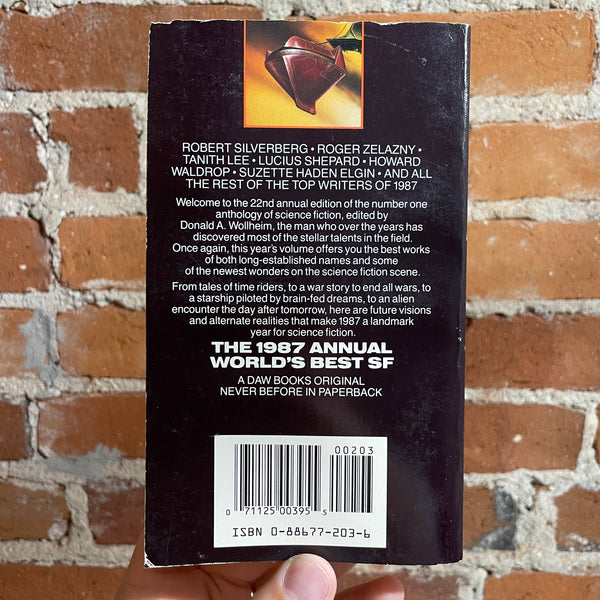 ROBERT SILVERBERG • ROGER ZELAZNY •
TANITH LEE • LUCIUS SHEPARD • HOWARD
WALDROP • SUZETTE HADEN ELGIN • AND ALL
THE REST OF THE TOP WRITERS OF 1987
Welcome to the 22nd annual edition of the number one
anthology of science fiction, edited by
Donald A. Wollheim, the man who over the years has
discovered most of the stellar talents in the field.
Once again, this year's volume offers you the best works
of both long-established names and some
of the newest wonders on the science fiction scene.
From tales of time riders, to a war story to end all wars, to
a starship piloted by brain-fed dreams, to an alien
encounter the day after tomorrow, here are future visions
and alternate realities that make 1987 a landmark
year for science fiction.
THE 1987 ANNUAL
WORLD'S BEST SF
A DAW BOOKS ORIGINAL
NEVER BEFORE IN PAPERBACK
00203
0 71125 00395 5
ISBN 0-88677-203-6